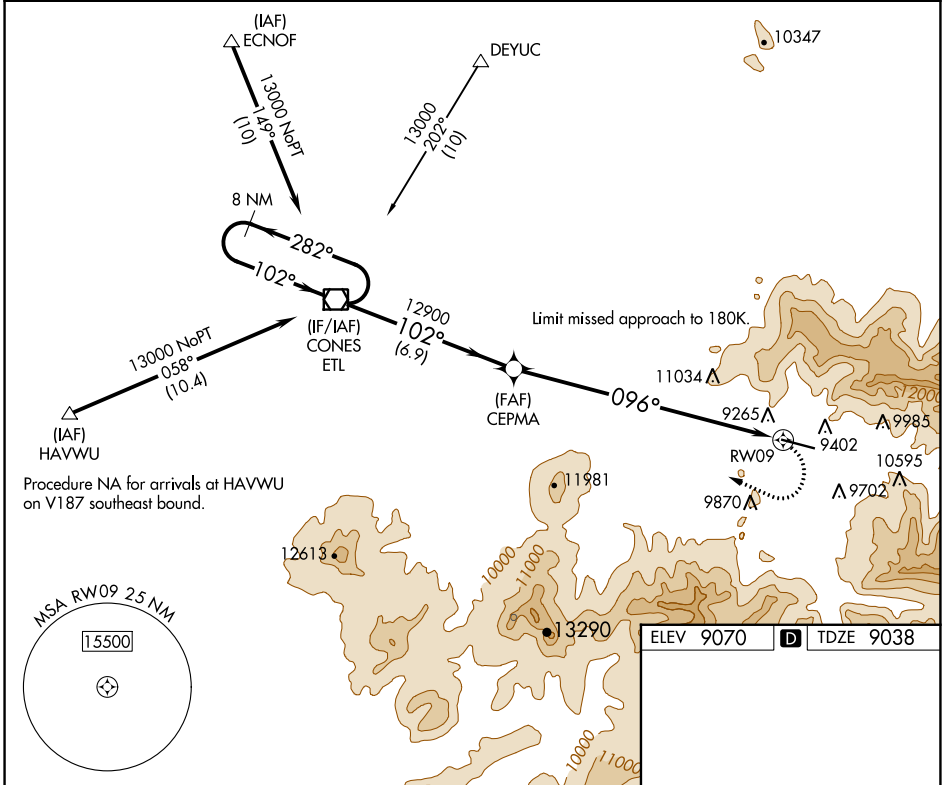 (IAF)
ECNOF
DEYUC
10347
13000 NoPT
149°
(10)
13000
202°
(10)
8 NM
282°
102°
(IF/IAF)
CONES
ETL
12900
102°
(6.9)
Limit missed approach to 180K.
13000 NoPT
058°
(10.4)
(IAF)
HAVWU
(FAF)
CEPMA
096°
11034
12000
9265
9985
9402
RW09
10595
9702
9870
Procedure NA for arrivals at HAVWU
on V187 southeast bound.
11981
12613
10000
11000
13290
MSA RW09 25 NM
15500
ELEV 9070 D TDZE 9038
10000
11000